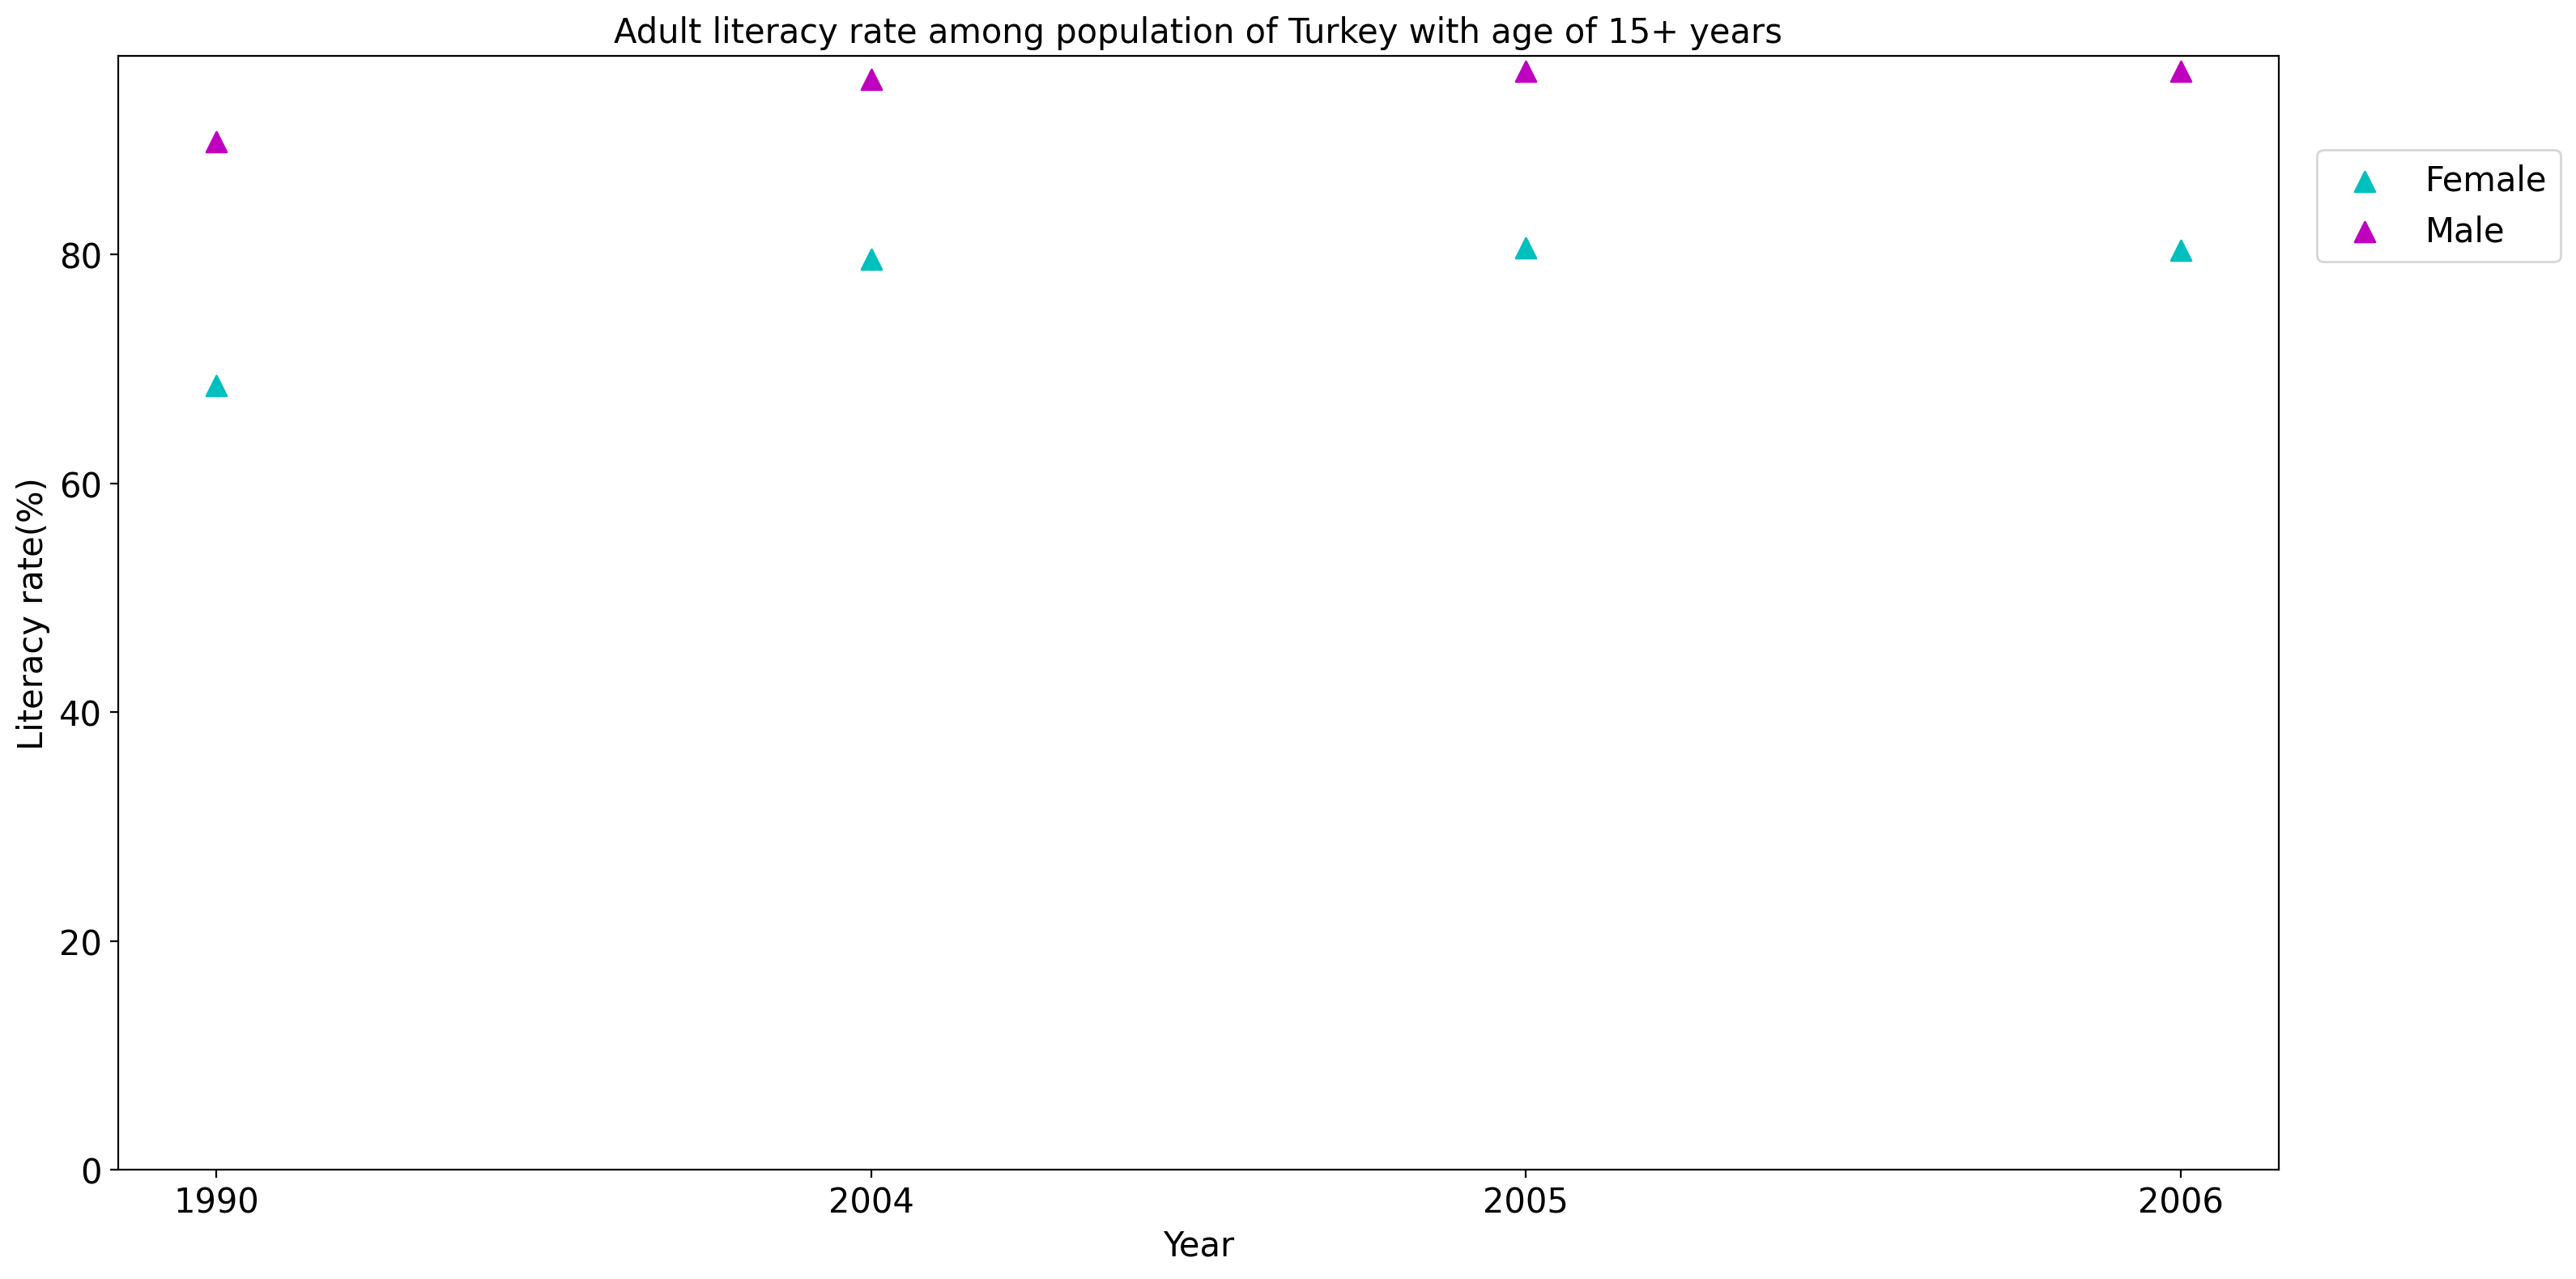 Adult literacy rate among population of Turkey with age of 15+ years
Female
Male
80
60
40
20
0
Literacy rate(%)
1990 2004 2005 2006
Year